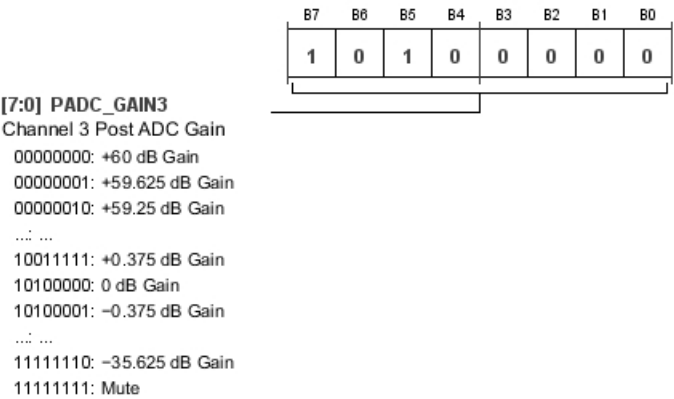 B7 B6 B5 B4 B3 B2 B1 B0
1 0 1 0 0 0 0 0
[7:0] PADC_GAIN3
Channel 3 Post ADC Gain
00000000: +60 dB Gain
00000001: +59.625 dB Gain
00000010: +59.25 dB Gain
...: ...
10011111: +0.375 dB Gain
10100000: 0 dB Gain
10100001: −0.375 dB Gain
...: ...
11111110: −35.625 dB Gain
11111111: Mute